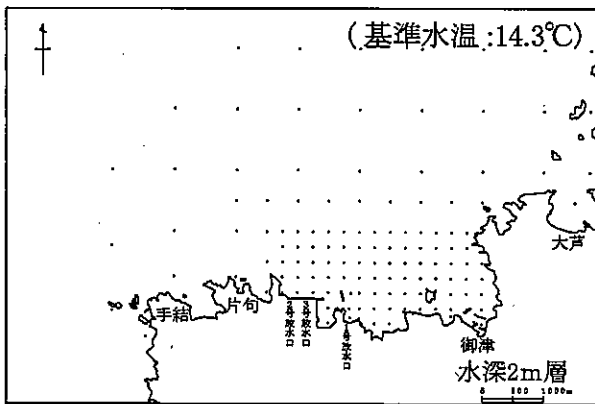 (基準水温:14.3℃)
大芦
手結
片句
2号放水口
3号放水口
1号放水口
御津
水深2m層
0 500 1000m